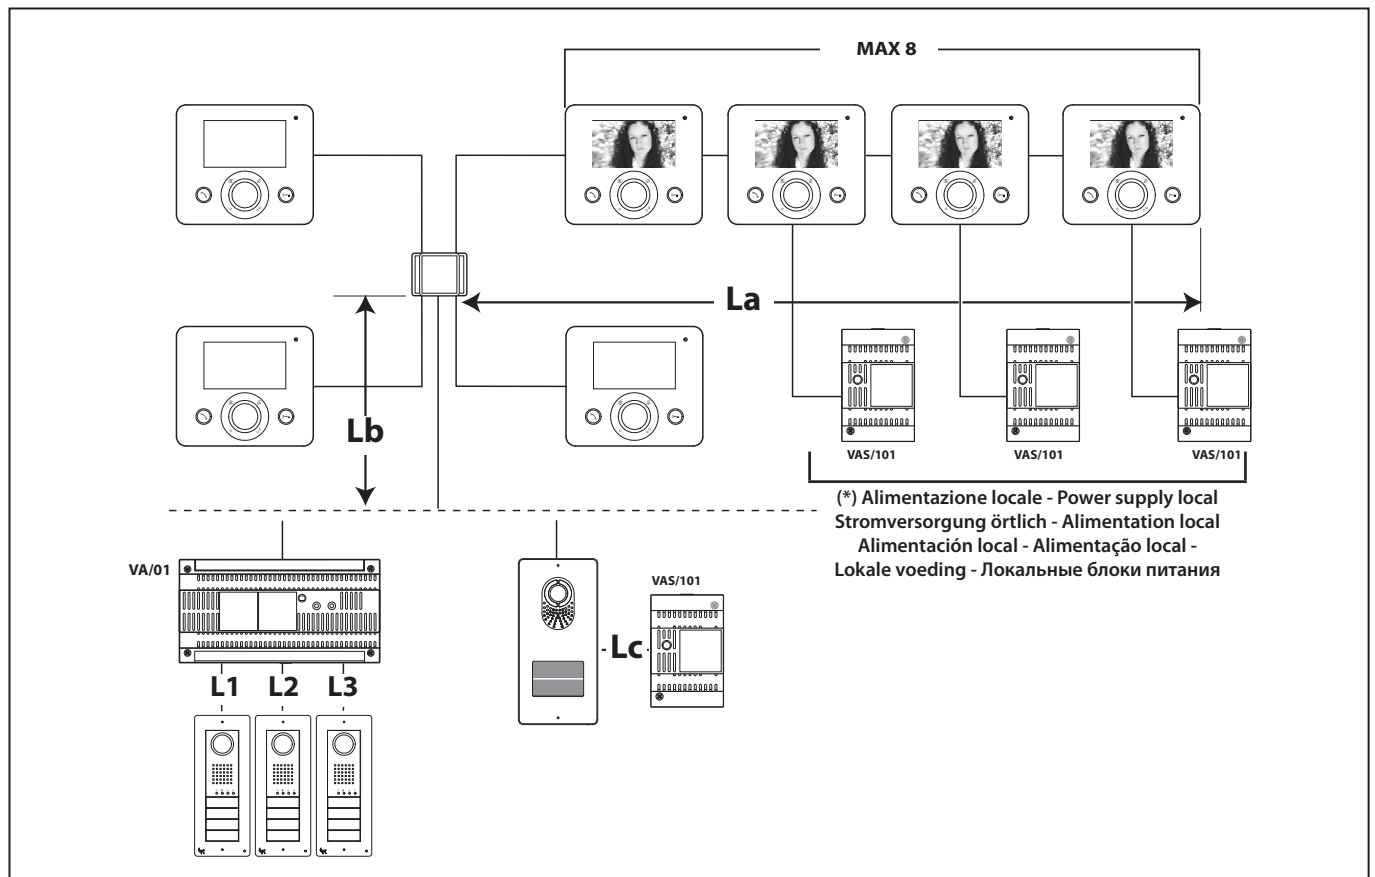 MAX 8
La
Lb
VAS/101
VAS/101
VAS/101
(*) Alimentazione locale - Power supply local
Stromversorgung örtlich - Alimentation local
Alimentación local - Alimentação local -
Lokale voeding - Локальные блоки питания
VA/01
VAS/101
Lc
L1
L2
L3